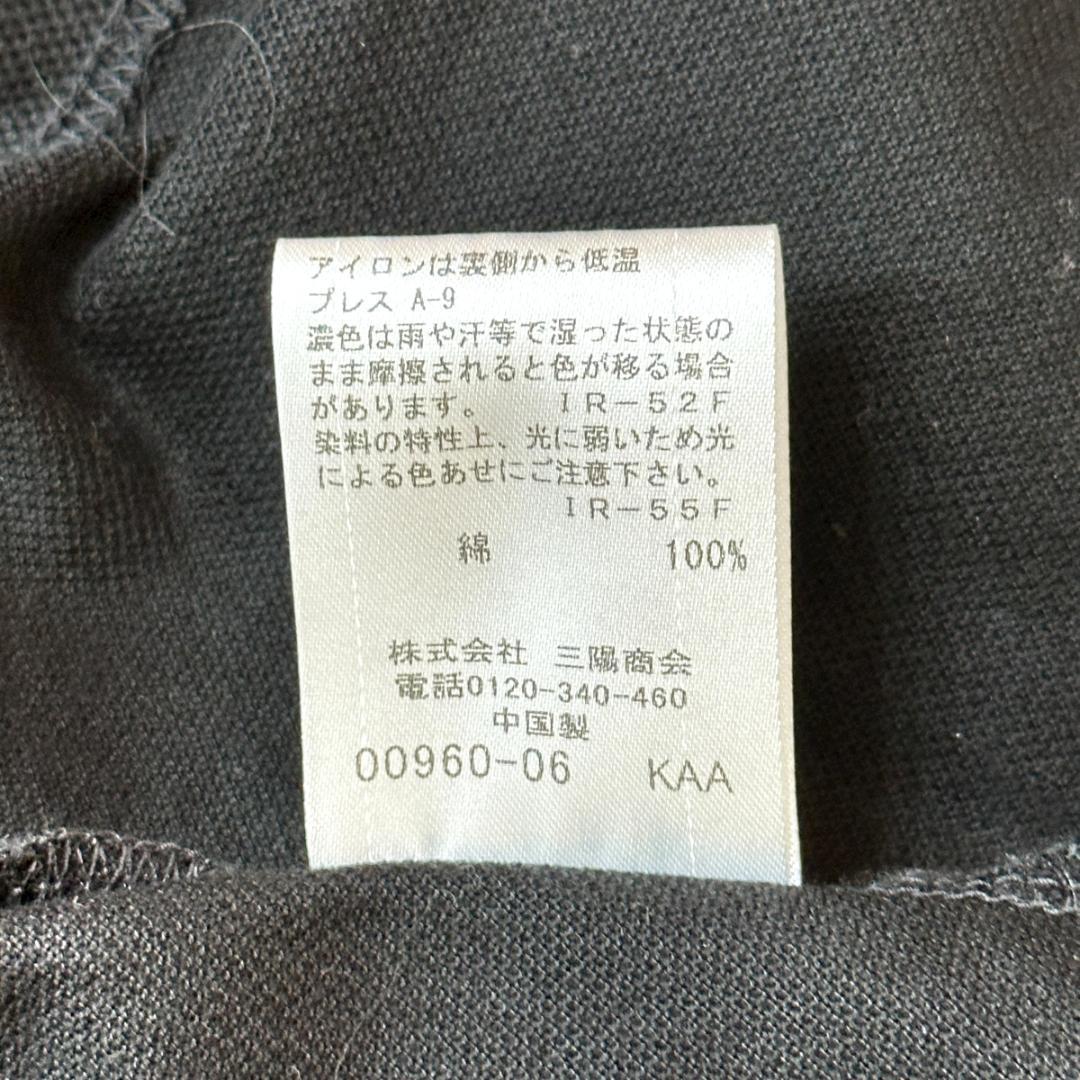 アイロンは裏側から低温
プレス A-9
濃色は雨や汗等で湿った状態の
まま摩擦されると色が移る場合
があります。 IR-52F
染料の特性上、光に弱いため光
による色あせにご注意下さい。
IR-55F
綿 100%
株式会社 三陽商会
電話0120-340-460
中国製
00960-06 KAA